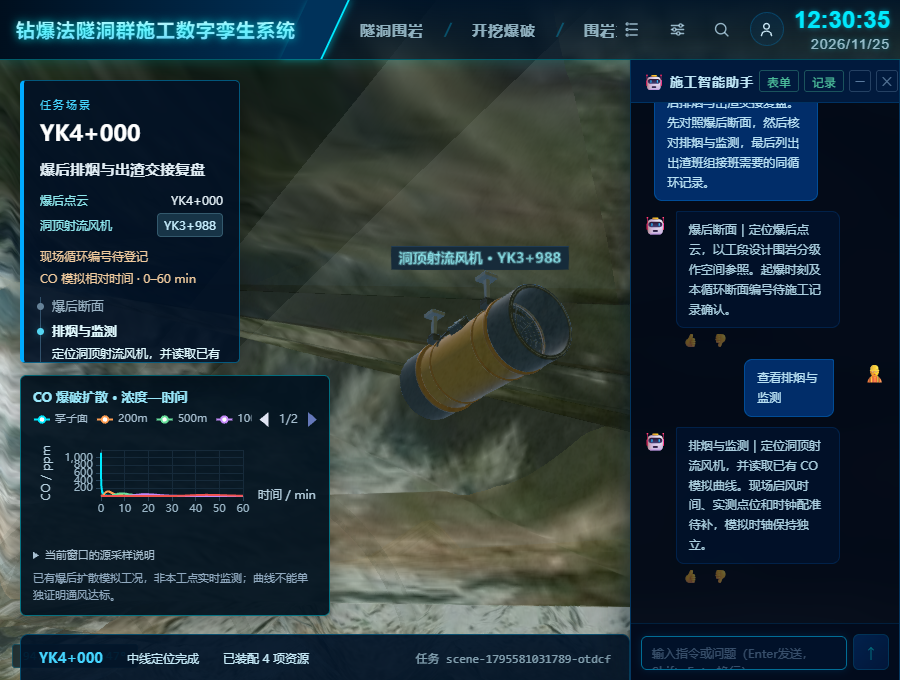 钻爆法隧洞群施工数字孪生系统
隧洞围岩 / 开挖爆破 / 围岩
12:30:35
2026/11/25
任务场景
YK4+000
爆后排烟与出渣交接复盘
爆后点云 YK4+000
洞顶射流风机 YK3+988
现场循环编号待登记
CO 模拟相对时间 · 0–60 min
爆后断面
排烟与监测
定位洞顶射流风机，并读取已有
洞顶射流风机 • YK3+988
CO 爆破扩散 • 浓度—时间
掌子面 200m 500m 10 1/2
CO / ppm
1,000
800
600
400
200
0 10 20 30 40 50 60
时间 / min
当前窗口的源采样说明
已有爆后扩散模拟工况，非本工点实时监测；曲线不能单
独证明通风达标。
YK4+000 中线定位完成 已装配 4 项资源 任务 scene-1795581031789-otdcf
施工智能助手 表单 记录
后排烟与出渣交接复盘。
先对照爆后断面，然后核
对排烟与监测，最后列出
出渣班组接班需要的同循
环记录。
爆后断面｜定位爆后点
云，以工段设计围岩分级
作空间参照。起爆时刻及
本循环断面编号待施工记
录确认。
查看排烟与
监测
排烟与监测｜定位洞顶射
流风机，并读取已有 CO
模拟曲线。现场启风时
间、实测点位和时钟配准
待补，模拟时轴保持独
立。
输入指令或问题（Enter发送，